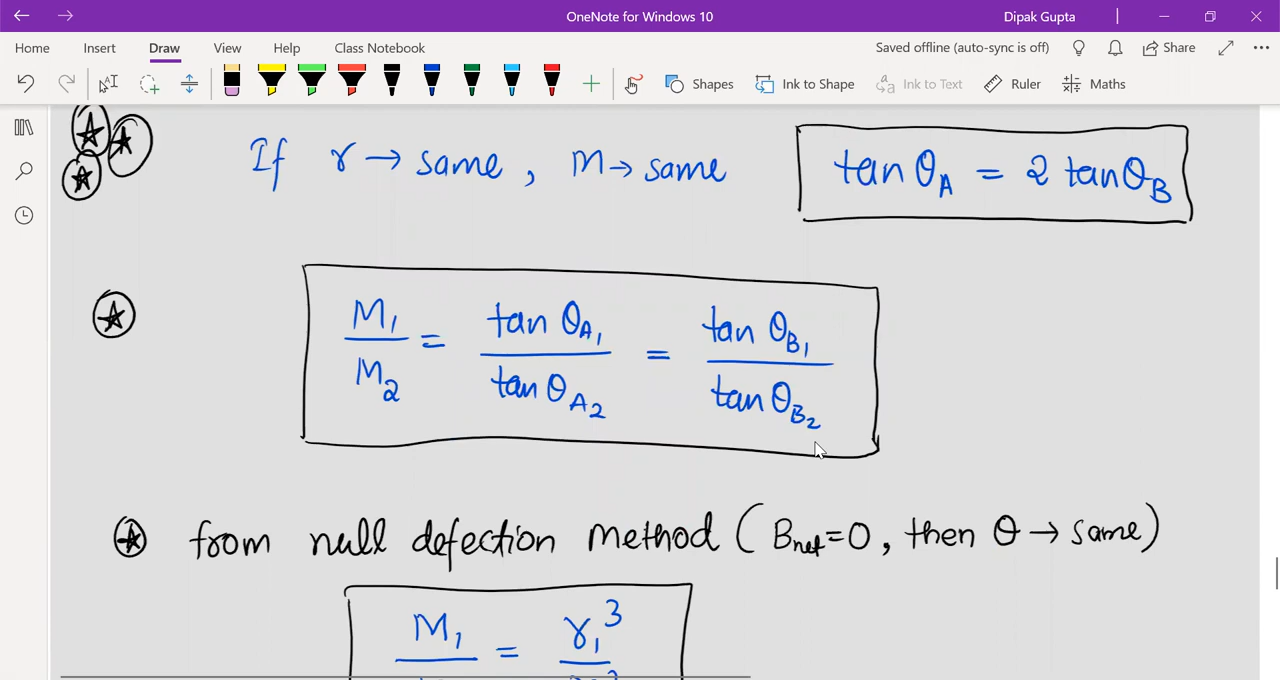 OneNote for Windows 10
Dipak Gupta
Home Insert Draw View Help Class Notebook
Saved offline (auto-sync is off) Share
Shapes Ink to Shape Ink to Text Ruler Maths
If r → same, M → same tan θA = 2 tan θB
M1/M2 = tan θA1/tan θA2 = tan θB1/tan θB2
from null defection method (Bnet=0, then θ → same)
M1 = r1³